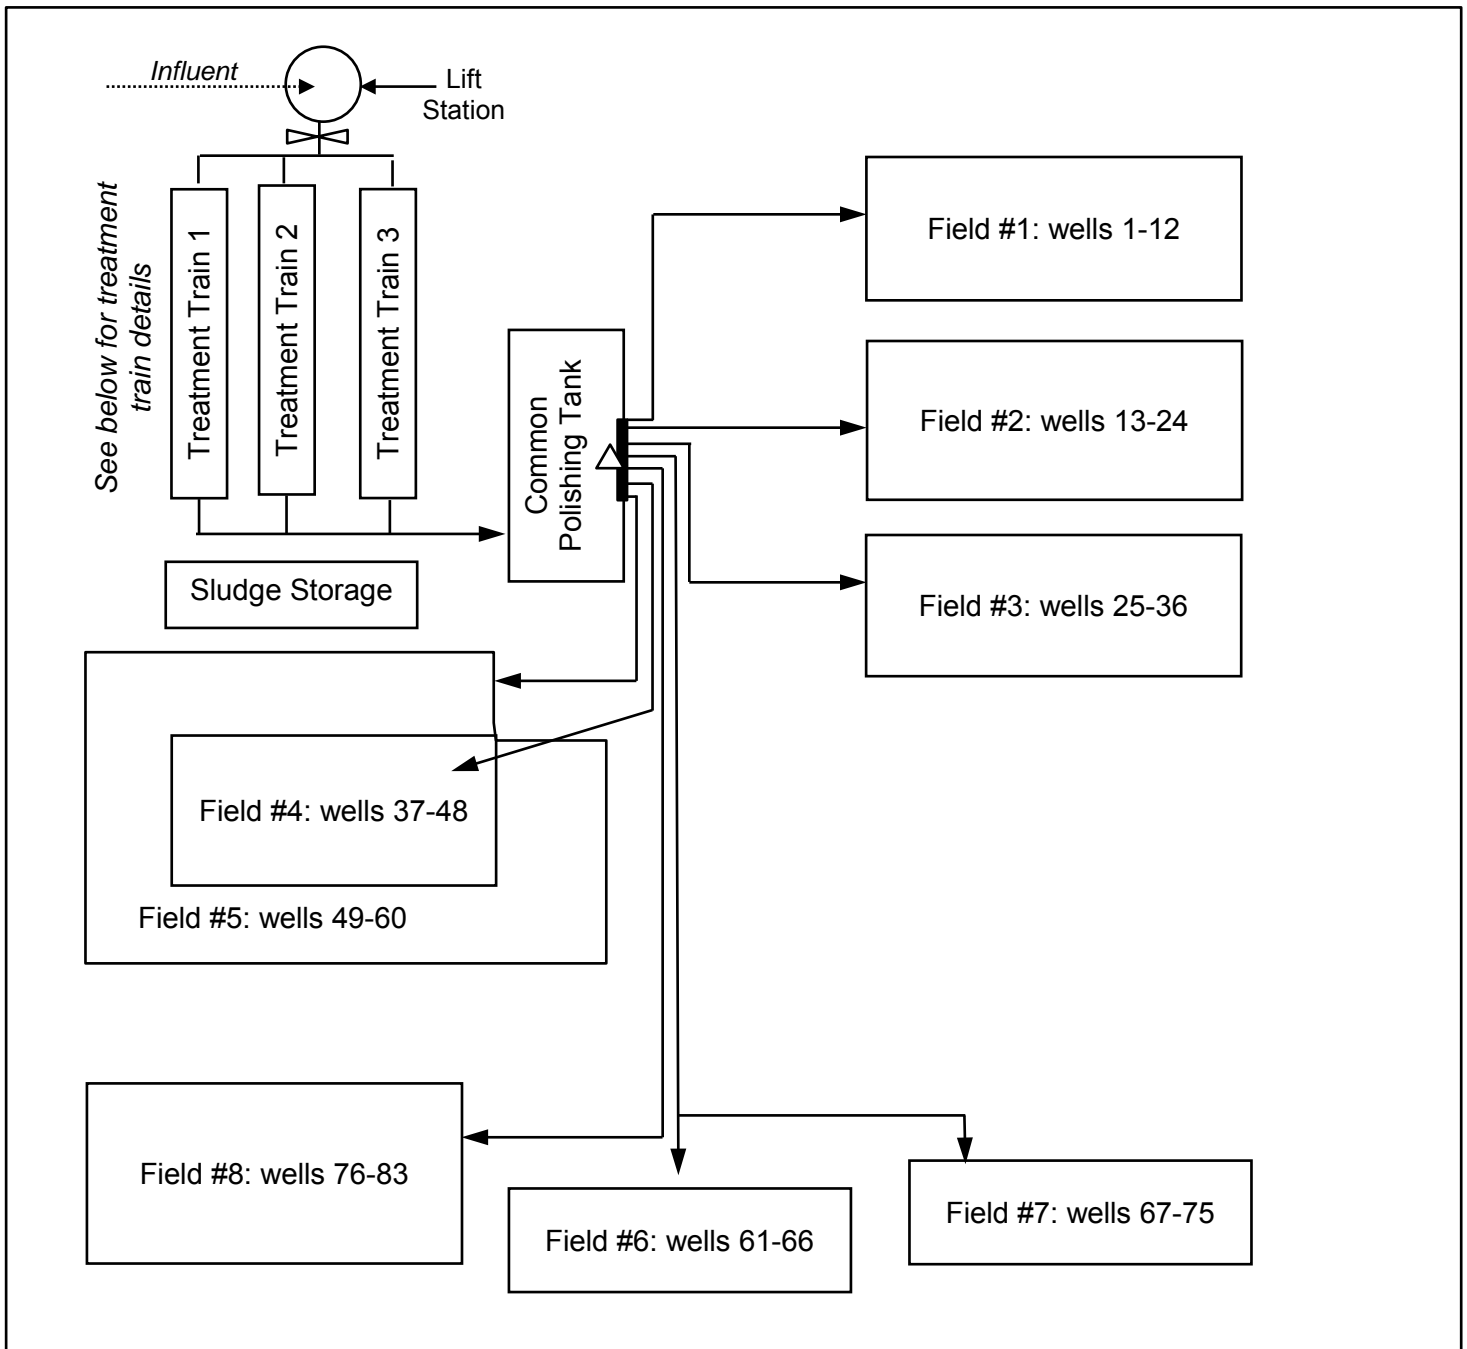 Influent
Lift
Station
See below for treatment
train details
Treatment Train 1
Treatment Train 2
Treatment Train 3
Common
Polishing Tank
Sludge Storage
Field #1: wells 1-12
Field #2: wells 13-24
Field #3: wells 25-36
Field #4: wells 37-48
Field #5: wells 49-60
Field #8: wells 76-83
Field #6: wells 61-66
Field #7: wells 67-75